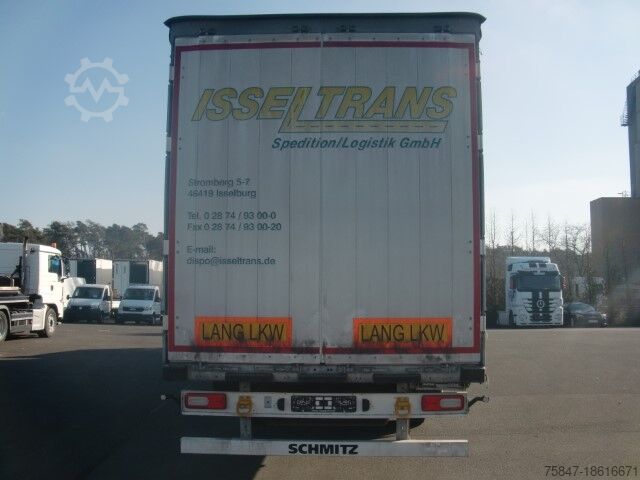 ISSELTRANS
Spedition/Logistik GmbH
Stromberg 5-7
46419 Isselburg
Tel. 0 28 74 / 93 00-0
Fax 0 28 74 / 93 00-20
E-mail:
dispo@isseltrans.de
LANG LKW LANG LKW
SCHMITZ
75847-18616671